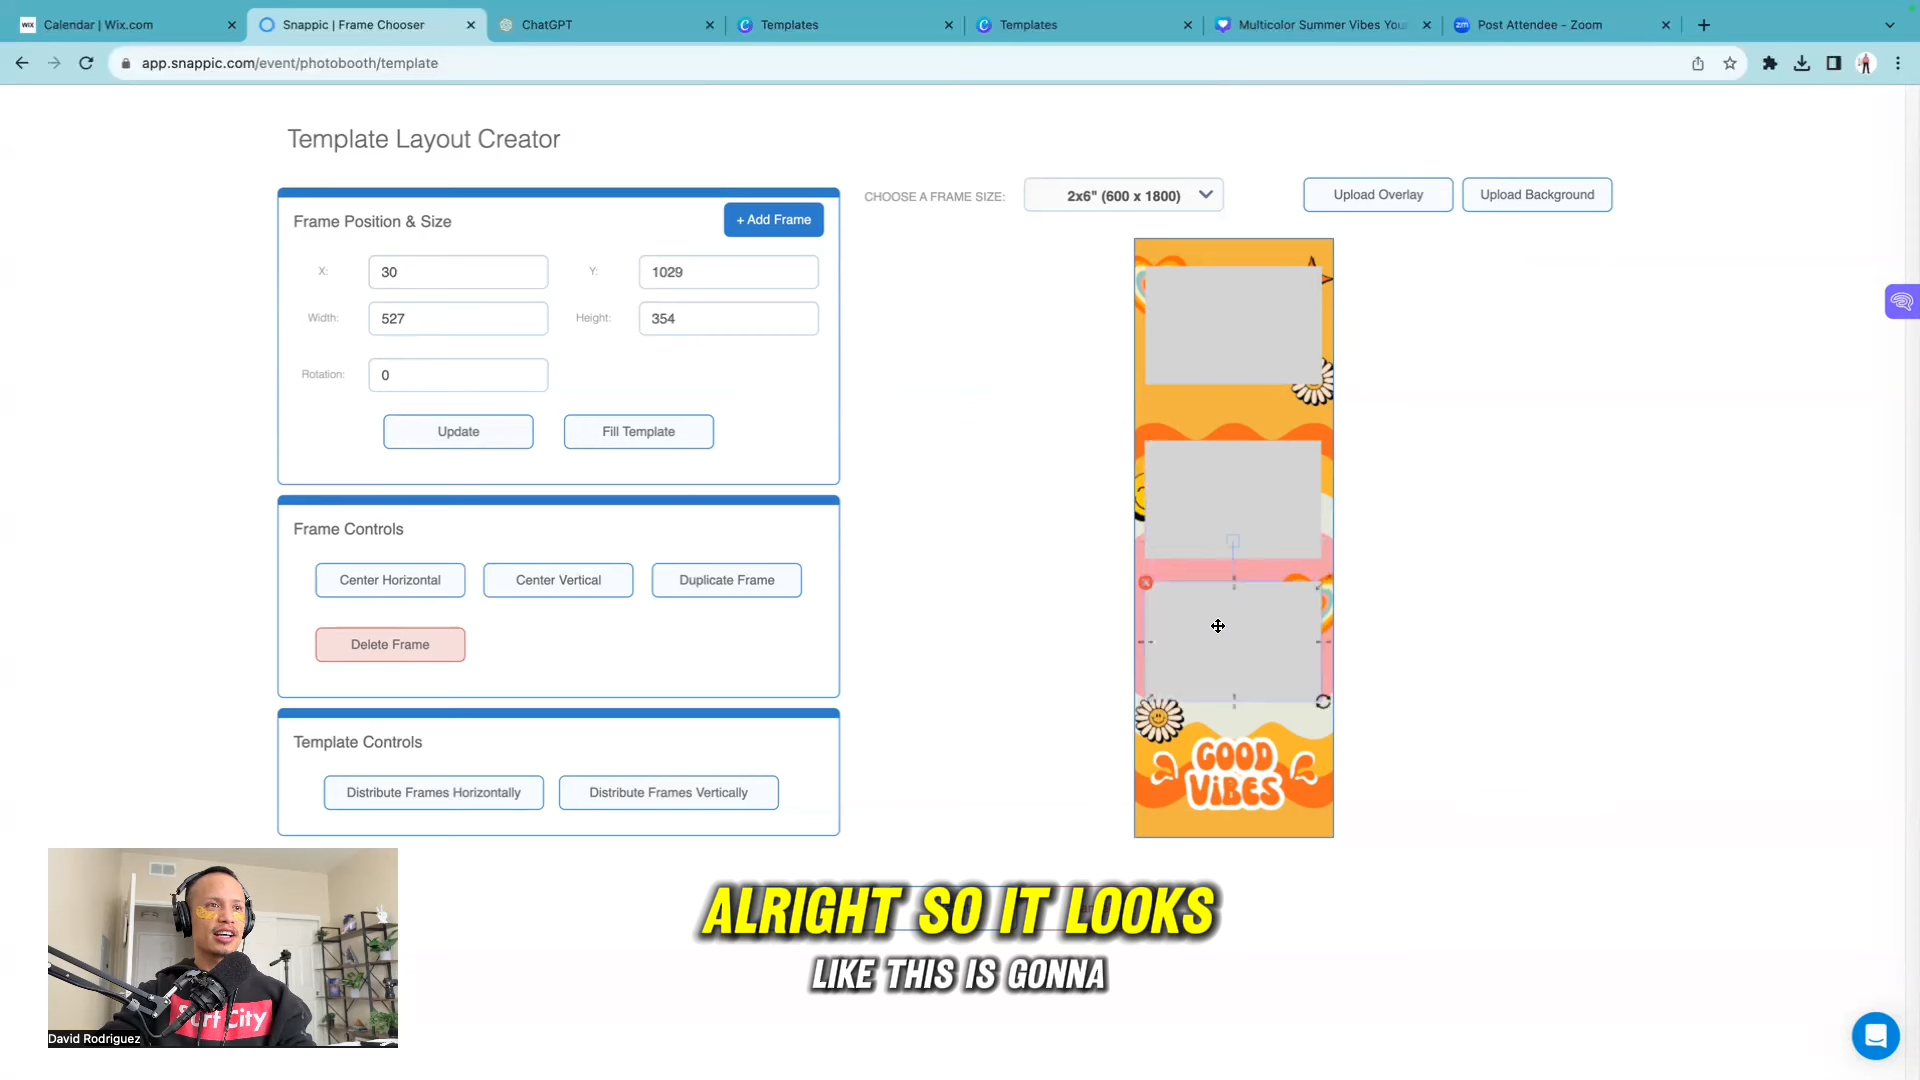 WIX Calendar | Wix.com
Snappic | Frame Chooser
ChatGPT
Templates
Templates
Multicolor Summer Vibes You
zm Post Attendee - Zoom
app.snappic.com/event/photobooth/template
Template Layout Creator
CHOOSE A FRAME SIZE: 2x6" (600 x 1800)
Upload Overlay
Upload Background
Frame Position & Size
+ Add Frame
X: 30 Y: 1029
Width: 527 Height: 354
Rotation: 0
Update
Fill Template
Frame Controls
Center Horizontal
Center Vertical
Duplicate Frame
Delete Frame
Template Controls
Distribute Frames Horizontally
Distribute Frames Vertically
GOOD
ViBES
Surf City
David Rodriguez
ALRIGHT SO IT LOOKS
LIKE THIS IS GONNA